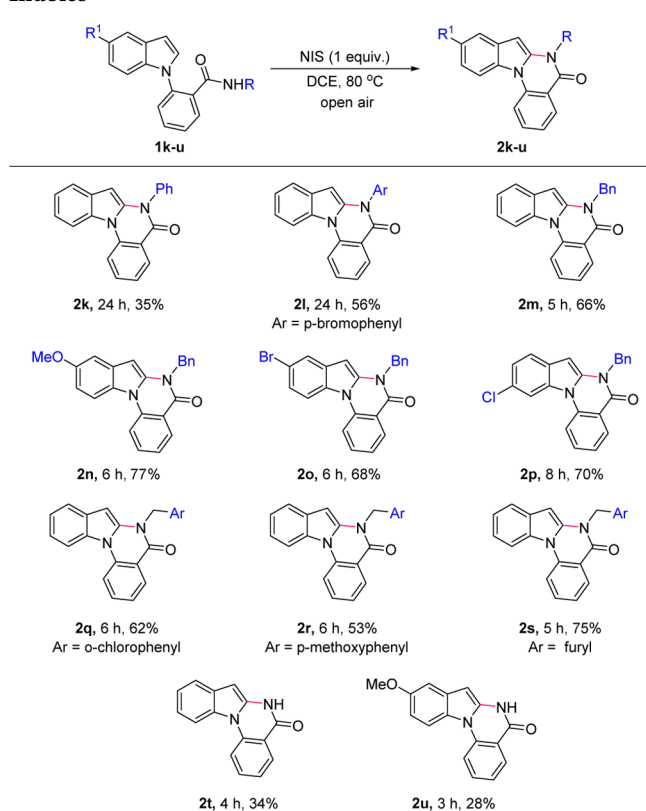 R¹
N
O
NHR
1k-u
NIS (1 equiv.)
DCE, 80 °C
open air
R¹
R
N
N
O
2k-u
Ph
N
N
O
2k, 24 h, 35%
Ar
N
N
O
2l, 24 h, 56%
Ar = p-bromophenyl
Bn
N
N
O
2m, 5 h, 66%
MeO
Bn
N
N
O
2n, 6 h, 77%
Br
Bn
N
N
O
2o, 6 h, 68%
Cl
Bn
N
N
O
2p, 8 h, 70%
Ar
N
N
O
2q, 6 h, 62%
Ar = o-chlorophenyl
Ar
N
N
O
2r, 6 h, 53%
Ar = p-methoxyphenyl
Ar
N
N
O
2s, 5 h, 75%
Ar = furyl
NH
N
O
2t, 4 h, 34%
MeO
NH
N
O
2u, 3 h, 28%